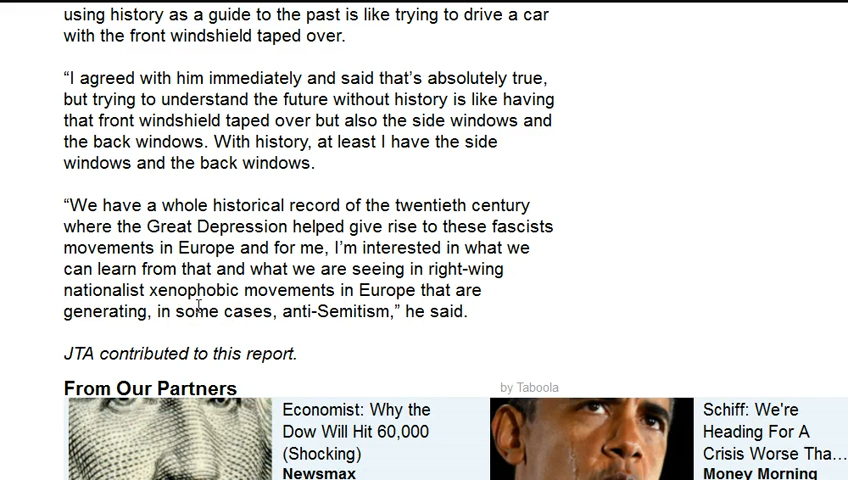 using history as a guide to the past is like trying to drive a car
with the front windshield taped over.
“I agreed with him immediately and said that’s absolutely true,
but trying to understand the future without history is like having
that front windshield taped over but also the side windows and
the back windows. With history, at least I have the side
windows and the back windows.
“We have a whole historical record of the twentieth century
where the Great Depression helped give rise to these fascists
movements in Europe and for me, I’m interested in what we
can learn from that and what we are seeing in right-wing
nationalist xenophobic movements in Europe that are
generating, in some cases, anti-Semitism,” he said.
JTA contributed to this report.
From Our Partners
by Taboola
Economist: Why the
Dow Will Hit 60,000
(Shocking)
Newsmax
Schiff: We're
Heading For A
Crisis Worse Tha...
Money Morning